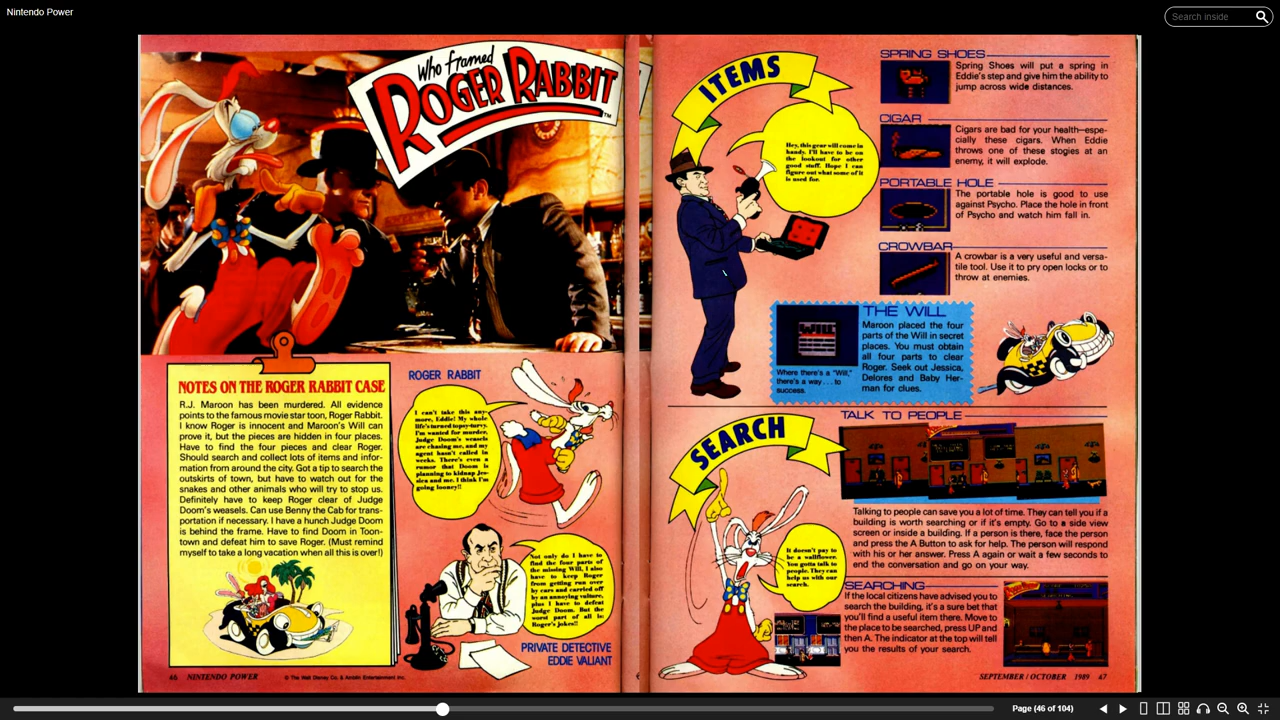 Nintendo Power
Search inside
Who Framed
ROGER RABBIT
TM
NOTES ON THE ROGER RABBIT CASE
R.J. Maroon has been murdered. All evidence
points to the famous movie star toon, Roger Rabbit.
I know Roger is innocent and Maroon's Will can
prove it, but the pieces are hidden in four places.
Have to find the four pieces and clear Roger.
Should search and collect lots of items and infor-
mation from around the city. Got a tip to search the
outskirts of town, but have to watch out for the
snakes and other animals who will try to stop us.
Definitely have to keep Roger clear of Judge
Doom's weasels. Can use Benny the Cab for trans-
portation if necessary. I have a hunch Judge Doom
is behind the frame. Have to find Doom in Toon-
town and defeat him to save Roger. (Must remind
myself to take a long vacation when all this is over!)
ROGER RABBIT
I can't take this any-
more, Eddie! My whole
life's turned topsy-turvy.
I'm wanted for murder,
Judge Doom's weasels
are chasing me, and my
agent hasn't called in
weeks. There's even a
rumor that Doom is
planning to kidnap Jes-
sica and me. I think I'm
going looney!!
Not only do I have to
find the four parts of
the missing Will, I also
have to keep Roger
from getting run over
by cars and carried off
by an annoying vulture,
plus I have to defeat
Judge Doom. But the
worst part of all is:
Roger's jokes!!
PRIVATE DETECTIVE
EDDIE VALIANT
46 NINTENDO POWER
© The Walt Disney Co. & Amblin Entertainment Inc.
ITEMS
Hey, this gear will come in
handy. I'll have to be on
the lookout for other
good stuff. Hope I can
figure out what some of it
is used for.
SPRING SHOES
Spring Shoes will put a spring in
Eddie's step and give him the ability to
jump across wide distances.
CIGAR
Cigars are bad for your health—espe-
cially these cigars. When Eddie
throws one of these stogies at an
enemy, it will explode.
PORTABLE HOLE
The portable hole is good to use
against Psycho. Place the hole in front
of Psycho and watch him fall in.
CROWBAR
A crowbar is a very useful and versa-
tile tool. Use it to pry open locks or to
throw at enemies.
THE WILL
Maroon placed the four
parts of the Will in secret
places. You must obtain
all four parts to clear
Roger. Seek out Jessica,
Delores and Baby Her-
man for clues.
Where there's a "Will,"
there's a way . . . to
success.
SEARCH
It doesn't pay to
be a wallflower.
You gotta talk to
people. They can
help us with our
search.
TALK TO PEOPLE
Talking to people can save you a lot of time. They can tell you if a
building is worth searching or if it's empty. Go to a side view
screen or inside a building. If a person is there, face the person
and press the A Button to ask for help. The person will respond
with his or her answer. Press A again or wait a few seconds to
end the conversation and go on your way.
SEARCHING
If the local citizens have advised you to
search the building, it's a sure bet that
you'll find a useful item there. Move to
the place to be searched, press UP and
then A. The indicator at the top will tell
you the results of your search.
SEPTEMBER / OCTOBER 1989 47
Page (46 of 104)